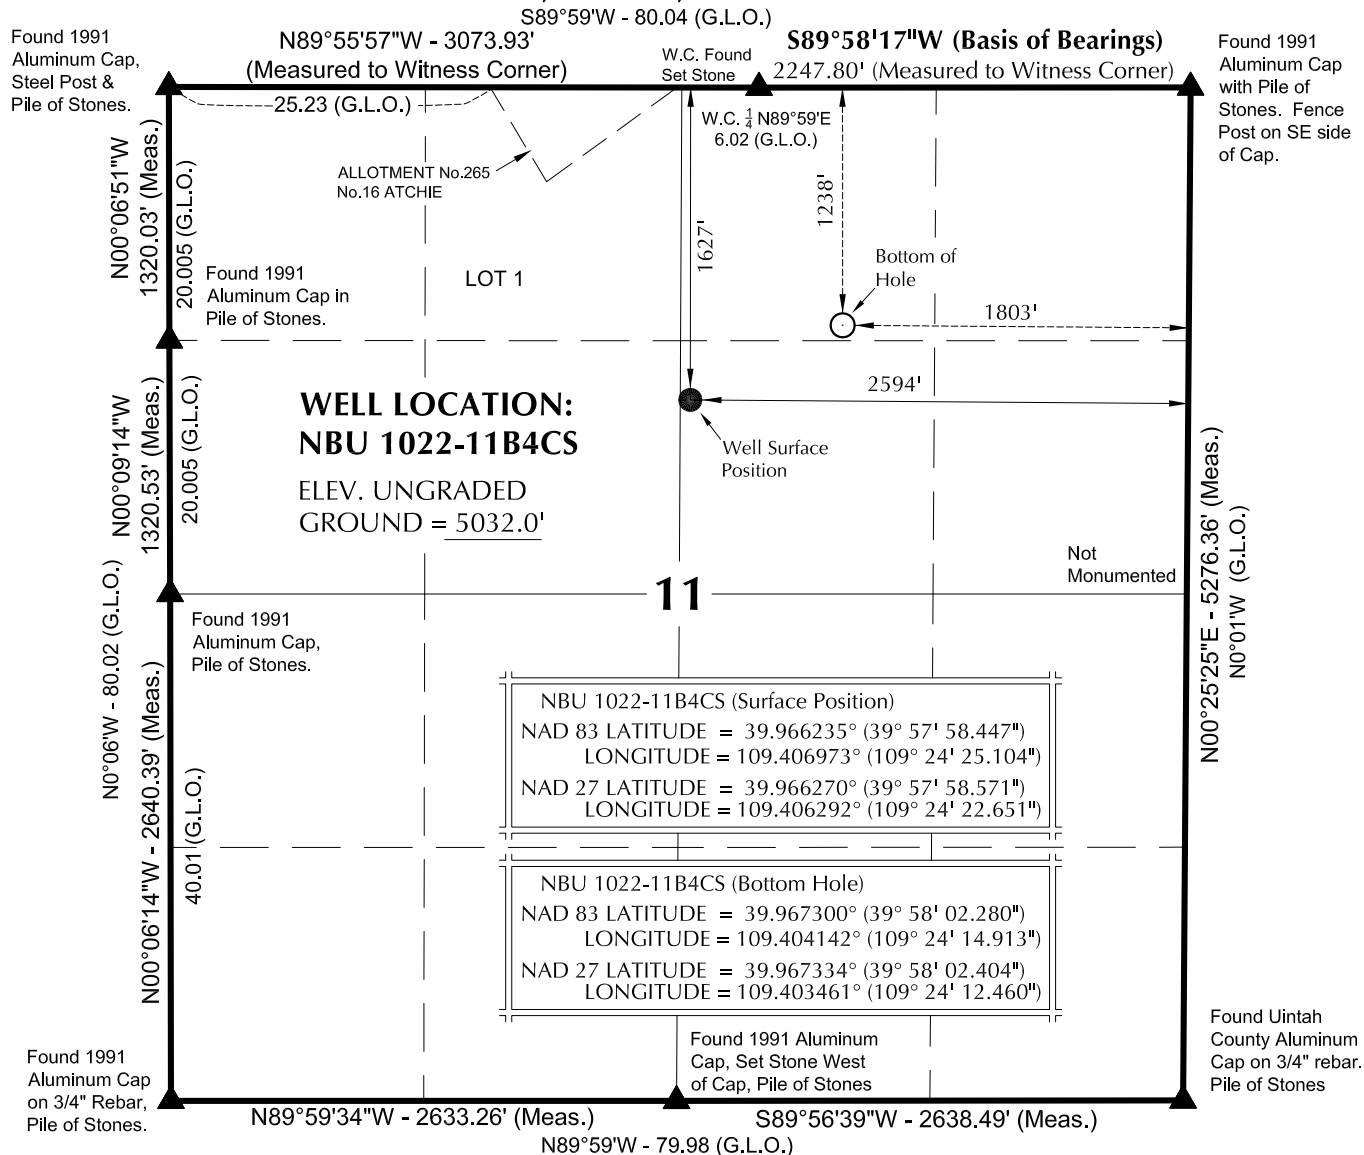 S89°59'W - 80.04 (G.L.O.)
Found 1991
Aluminum Cap,
Steel Post &
Pile of Stones.
N89°55'57"W - 3073.93'
(Measured to Witness Corner)
W.C. Found
Set Stone
S89°58'17"W (Basis of Bearings)
2247.80' (Measured to Witness Corner)
Found 1991
Aluminum Cap
with Pile of
Stones. Fence
Post on SE side
of Cap.
25.23 (G.L.O.)
W.C. 1/4 N89°59'E
6.02 (G.L.O.)
ALLOTMENT No.265
No.16 ATCHIE
N00°06'51"W
1320.03' (Meas.)
20.005 (G.L.O.)
1627'
1238'
Bottom of
Hole
LOT 1
Found 1991
Aluminum Cap in
Pile of Stones.
1803'
2594'
WELL LOCATION:
NBU 1022-11B4CS
ELEV. UNGRADED
GROUND = 5032.0'
Well Surface
Position
N00°09'14"W
1320.53' (Meas.)
20.005 (G.L.O.)
Not
Monumented
N00°25'25"E - 5276.36' (Meas.)
N0°01'W (G.L.O.)
11
Found 1991
Aluminum Cap,
Pile of Stones.
N0°06'W - 80.02 (G.L.O.)
N00°06'14"W - 2640.39' (Meas.)
40.01 (G.L.O.)
NBU 1022-11B4CS (Surface Position)
NAD 83 LATITUDE = 39.966235° (39° 57' 58.447")
LONGITUDE = 109.406973° (109° 24' 25.104")
NAD 27 LATITUDE = 39.966270° (39° 57' 58.571")
LONGITUDE = 109.406292° (109° 24' 22.651")
NBU 1022-11B4CS (Bottom Hole)
NAD 83 LATITUDE = 39.967300° (39° 58' 02.280")
LONGITUDE = 109.404142° (109° 24' 14.913")
NAD 27 LATITUDE = 39.967334° (39° 58' 02.404")
LONGITUDE = 109.403461° (109° 24' 12.460")
Found 1991
Aluminum Cap
on 3/4" Rebar,
Pile of Stones.
Found 1991 Aluminum
Cap, Set Stone West
of Cap, Pile of Stones
Found Uintah
County Aluminum
Cap on 3/4" rebar.
Pile of Stones
N89°59'34"W - 2633.26' (Meas.)
S89°56'39"W - 2638.49' (Meas.)
N89°59'W - 79.98 (G.L.O.)